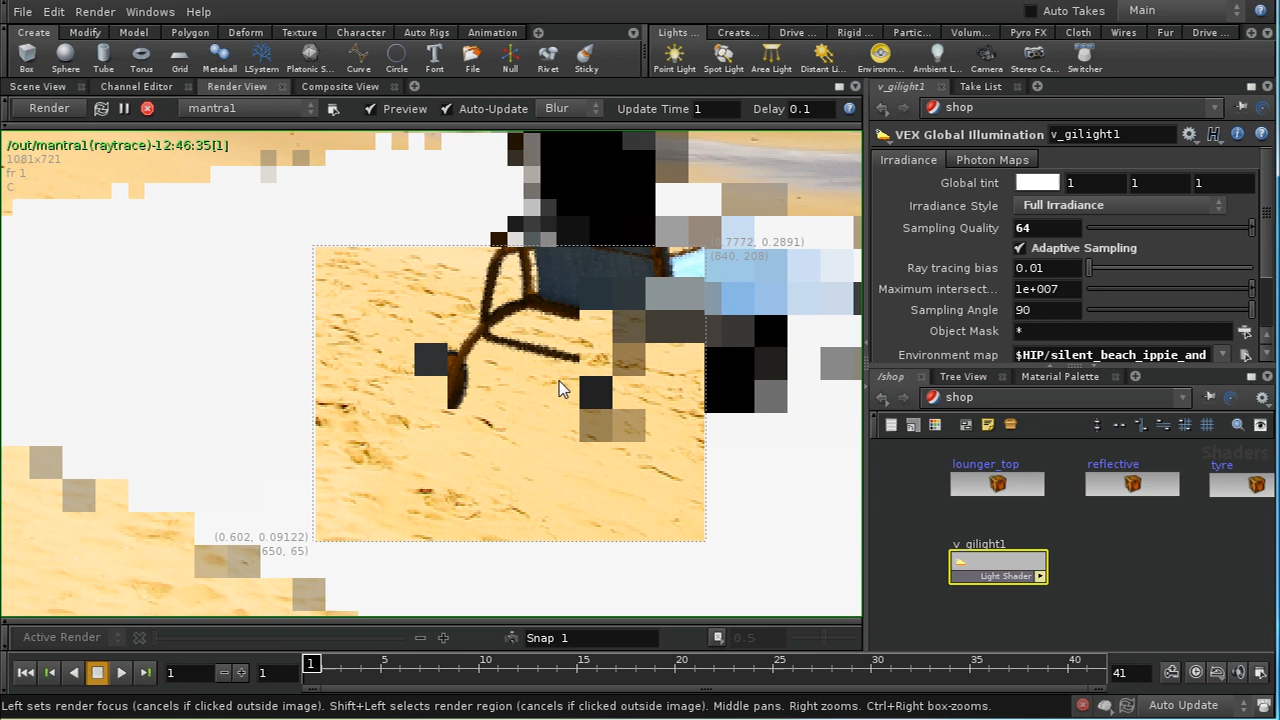 File Edit Render Windows Help Auto Takes Main
Create Modify Model Polygon Deform Texture Character Auto Rigs Animation Lights ... Create... Drive ... Rigid ... Partic... Volum... Pyro FX Cloth Wires Fur Drive ...
Box Sphere Tube Torus Grid Metaball LSystem Platonic S... Curve Circle Font File Null Rivet Sticky Point Light Spot Light Area Light Distant Li... Environm... Ambient L... Camera Stereo Ca... Switcher
Scene View Channel Editor Render View Composite View v_gilight1 Take List
Render mantra1 Preview Auto-Update Blur Update Time 1 Delay 0.1 shop
VEX Global Illumination v_gilight1
/out/mantra1(raytrace)-12:46:35[1]
1081x721
fr 1
C
Irradiance Photon Maps
Global tint 1 1 1
Irradiance Style Full Irradiance
Sampling Quality 64
Adaptive Sampling
Ray tracing bias 0.01
Maximum intersect... 1e+007
Sampling Angle 90
Object Mask *
Environment map $HIP/silent_beach_ippie_and
(840, 208)
/shop Tree View Material Palette
shop
Shaders
lounger_top reflective tyre
v_gilight1
Light Shader
(0.602, 0.09122)
650, 65)
Active Render Snap 1 0.5
1 1 1 5 10 15 20 25 30 35 40 41
Left sets render focus (cancels if clicked outside image). Shift+Left selects render region (cancels if clicked outside image). Middle pans. Right zooms. Ctrl+Right box-zooms. Auto Update